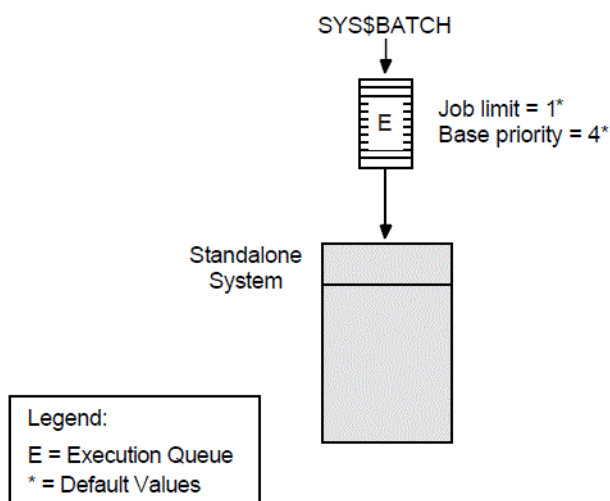 SYS$BATCH
E
Job limit = 1*
Base priority = 4*
Standalone
System
Legend:
E = Execution Queue
* = Default Values